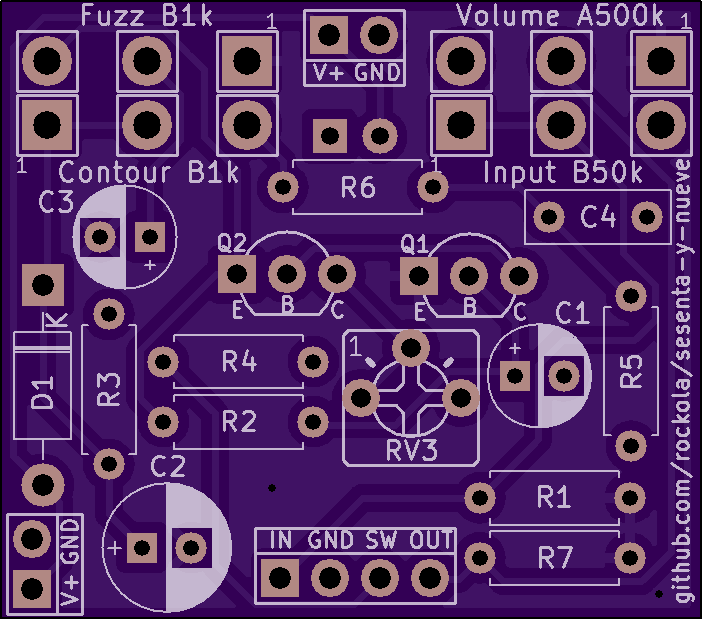 Fuzz B1k
1
Volume A500k
1
V+ GND
1
Contour B1k
1
Input B50k
R6
C3
+
C4
Q2
E B C
Q1
E B C
K
D1
R3
R4
R2
1
RV3
C1
+
R5
C2
+
R1
R7
V+ GND
IN GND SW OUT
github.com/rockola/sesenta-y-nueve